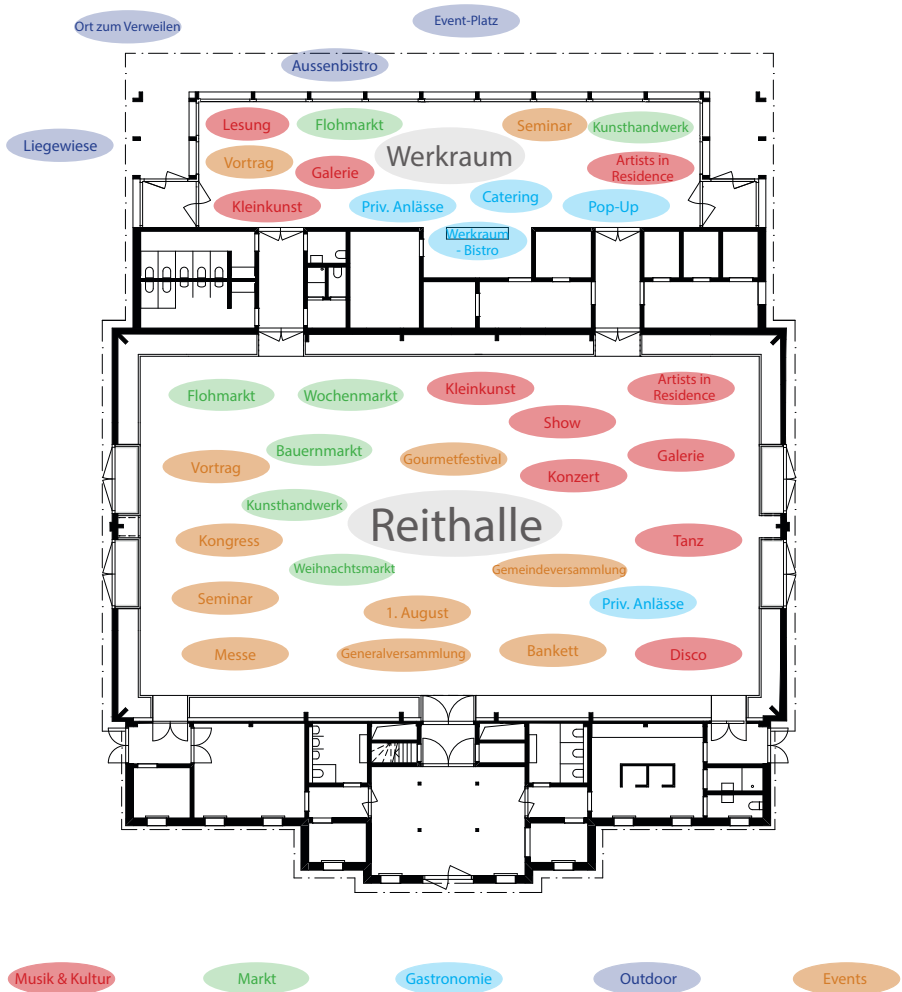 Ort zum Verweilen
Event-Platz
Aussenbistro
Liegewiese
Lesung
Flohmarkt
Seminar
Kunsthandwerk
Werkraum
Vortrag
Galerie
Artists in
Residence
Kleinkunst
Priv. Anlässe
Catering
Pop-Up
Werkraum
- Bistro
Flohmarkt
Wochenmarkt
Kleinkunst
Artists in
Residence
Show
Bauernmarkt
Vortrag
Gourmetfestival
Galerie
Konzert
Kunsthandwerk
Reithalle
Kongress
Tanz
Weihnachtsmarkt
Gemeindeversammlung
Seminar
1. August
Priv. Anlässe
Messe
Generalversammlung
Bankett
Disco
Musik & Kultur
Markt
Gastronomie
Outdoor
Events